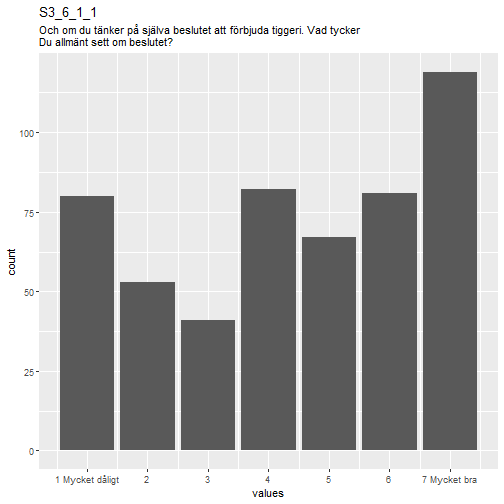 S3_6_1_1
Och om du tänker på själva beslutet att förbjuda tiggeri. Vad tycker
Du allmänt sett om beslutet?
100
75
50
25
0
count
1 Mycket dåligt 2 3 4 5 6 7 Mycket bra
values